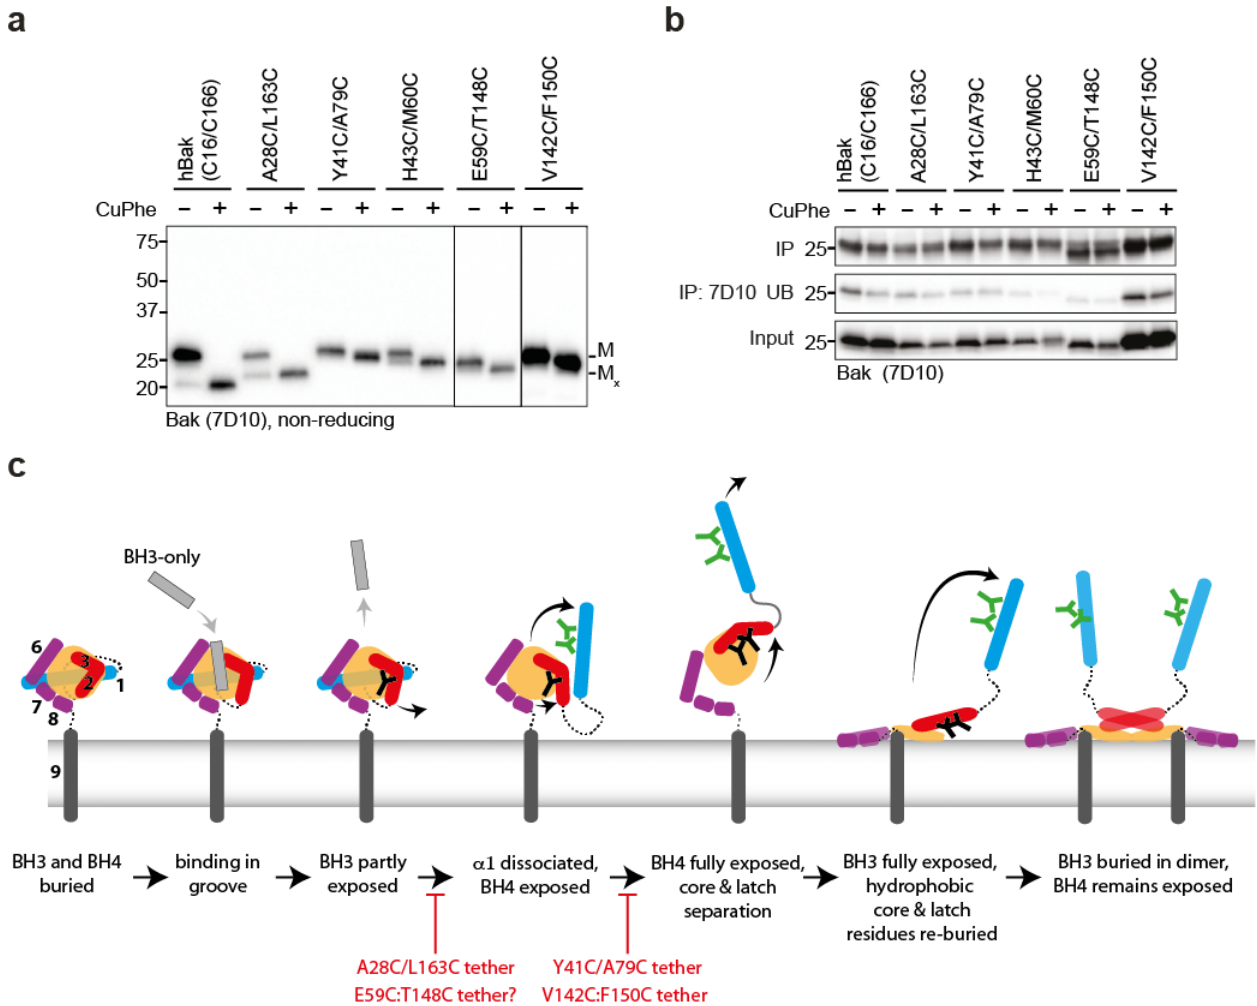 a
hBak
(C16/C166)
A28C/L163C
Y41C/A79C
H43C/M60C
E59C/T148C
V142C/F150C
CuPhe − + − + − + − + − + − +
75
50
37
25
20
M
Mx
Bak (7D10), non-reducing
b
hBak
(C16/C166)
A28C/L163C
Y41C/A79C
H43C/M60C
E59C/T148C
V142C/F150C
CuPhe − + − + − + − + − + − +
IP 25
IP: 7D10 UB 25
Input 25
Bak (7D10)
c
BH3-only
6
3
2
1
7
8
9
BH3 and BH4
buried
binding in
groove
BH3 partly
exposed
α1 dissociated,
BH4 exposed
BH4 fully exposed,
core & latch
separation
BH3 fully exposed,
hydrophobic
core & latch
residues re-buried
BH3 buried in dimer,
BH4 remains exposed
A28C/L163C tether
E59C:T148C tether?
Y41C/A79C tether
V142C:F150C tether